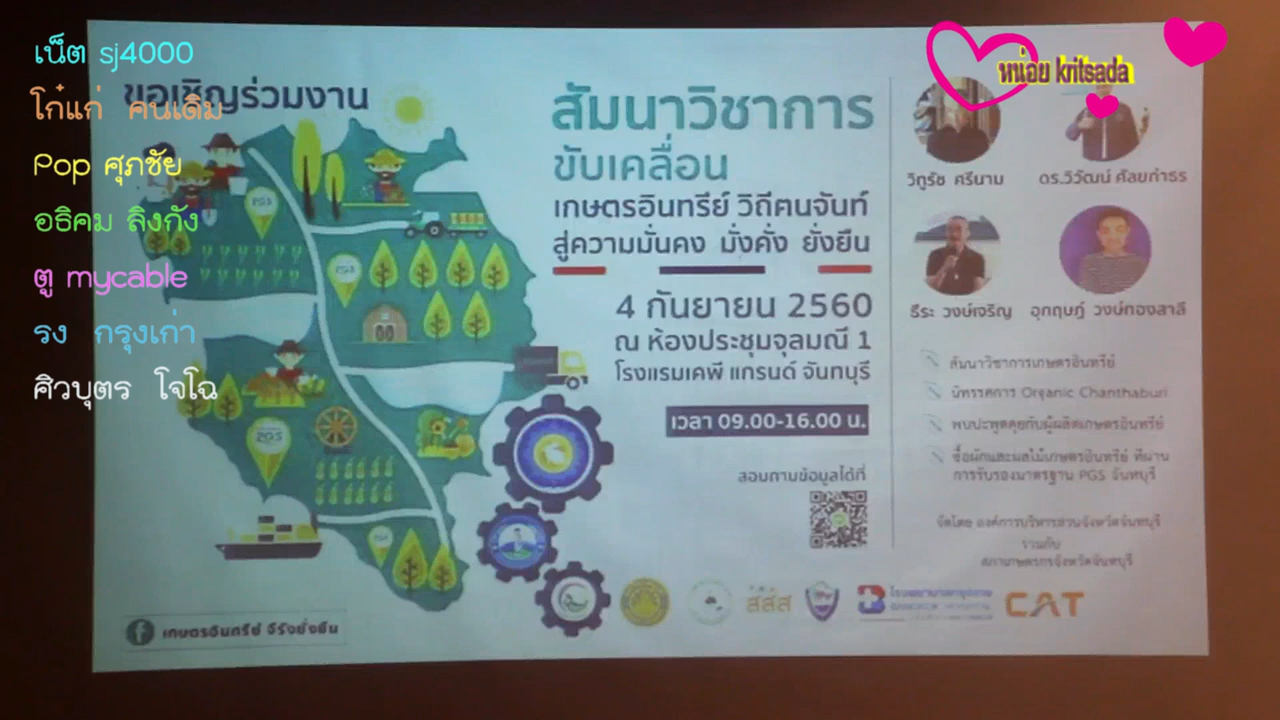 เน็ต sj4000
โก๋แก่ คนเดิม
Pop ศุภชัย
อธิคม ลิงกัง
ตู mycable
รง กรุงเก่า
ศิวบุตร โจโฉ
หน่อย kritsada
ขอเชิญร่วมงาน
สัมนาวิชาการ
ขับเคลื่อน
เกษตรอินทรีย์ วิถีฅนจันท์
สู่ความมั่นคง มั่งคั่ง ยั่งยืน
4 กันยายน 2560
ณ ห้องประชุมจุลมณี 1
โรงแรมเคพี แกรนด์ จันทบุรี
เวลา 09.00-16.00 น.
สอบถามข้อมูลได้ที่
วิทูรัช ศรีนาม
ดร.วิวัฒน์ ศัลยกำธร
ธีระ วงษ์เจริญ
อุกฤษฎ์ วงษ์ทองสาลี
สัมนาวิชาการเกษตรอินทรีย์
นิทรรศการ Organic Chanthaburi
พบปะพูดคุยกับผู้ผลิตเกษตรอินทรีย์
ซื้อผักและผลไม้เกษตรอินทรีย์ ที่ผ่าน
การรับรองมาตรฐาน PGS จันทบุรี
จัดโดย องค์การบริหารส่วนจังหวัดจันทบุรี
ร่วมกับ
สภาเกษตรกรจังหวัดจันทบุรี
PGS
PGS
PGS
PGS
เกษตรอินทรีย์ จีรังยั่งยืน
สสส
CAT